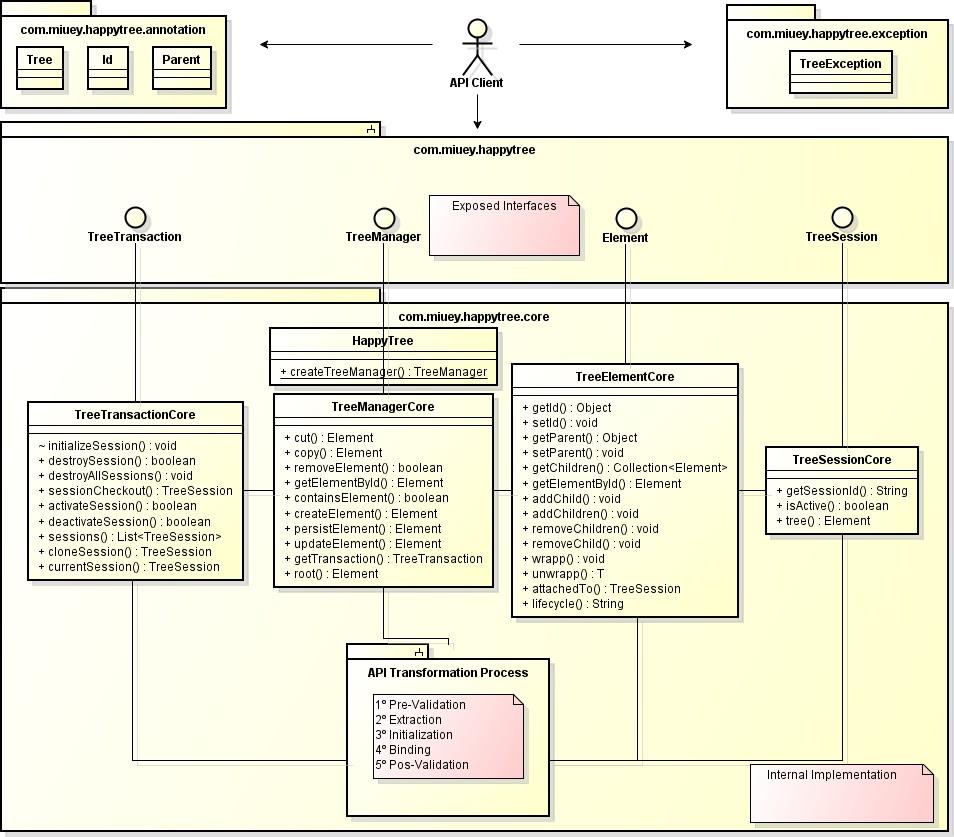 com.miuey.happytree.annotation
Tree
Id
Parent
API Client
com.miuey.happytree.exception
TreeException
com.miuey.happytree
Exposed Interfaces
TreeTransaction
TreeManager
Element
TreeSession
com.miuey.happytree.core
HappyTree
+ createTreeManager() : TreeManager
TreeTransactionCore
~ initializeSession() : void
+ destroySession() : boolean
+ destroyAllSessions() : void
+ sessionCheckout() : TreeSession
+ activateSession() : boolean
+ deactivateSession() : boolean
+ sessions() : List<TreeSession>
+ cloneSession() : TreeSession
+ currentSession() : TreeSession
TreeManagerCore
+ cut() : Element
+ copy() : Element
+ removeElement() : boolean
+ getElementById() : Element
+ containsElement() : boolean
+ createElement() : Element
+ persistElement() : Element
+ updateElement() : Element
+ getTransaction() : TreeTransaction
+ root() : Element
TreeElementCore
+ getId() : Object
+ setId() : void
+ getParent() : Object
+ setParent() : void
+ getChildren() : Collection<Element>
+ getElementById() : Element
+ addChild() : void
+ addChildren() : void
+ removeChildren() : void
+ removeChild() : void
+ wrapp() : void
+ unwrapp() : T
+ attachedTo() : TreeSession
+ lifecycle() : String
TreeSessionCore
+ getSessionId() : String
+ isActive() : boolean
+ tree() : Element
API Transformation Process
1º Pre-Validation
2º Extraction
3º Initialization
4º Binding
5º Pos-Validation
Internal Implementation